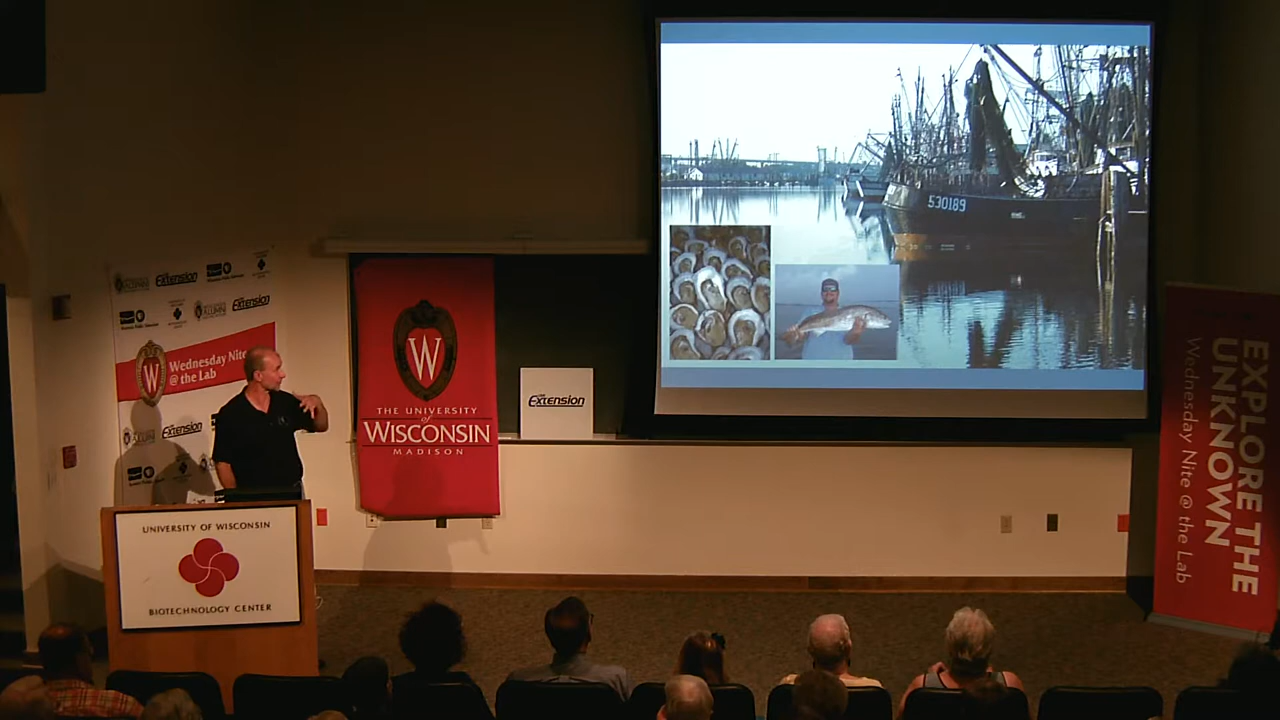 530189
Extension
Extension
Wednesday Nite
@ the Lab
W
Extension
W
THE UNIVERSITY
of
WISCONSIN
MADISON
Extension
UNIVERSITY OF WISCONSIN
BIOTECHNOLOGY CENTER
EXPLORE THE
UNKNOWN
Wednesday Nite @ the Lab